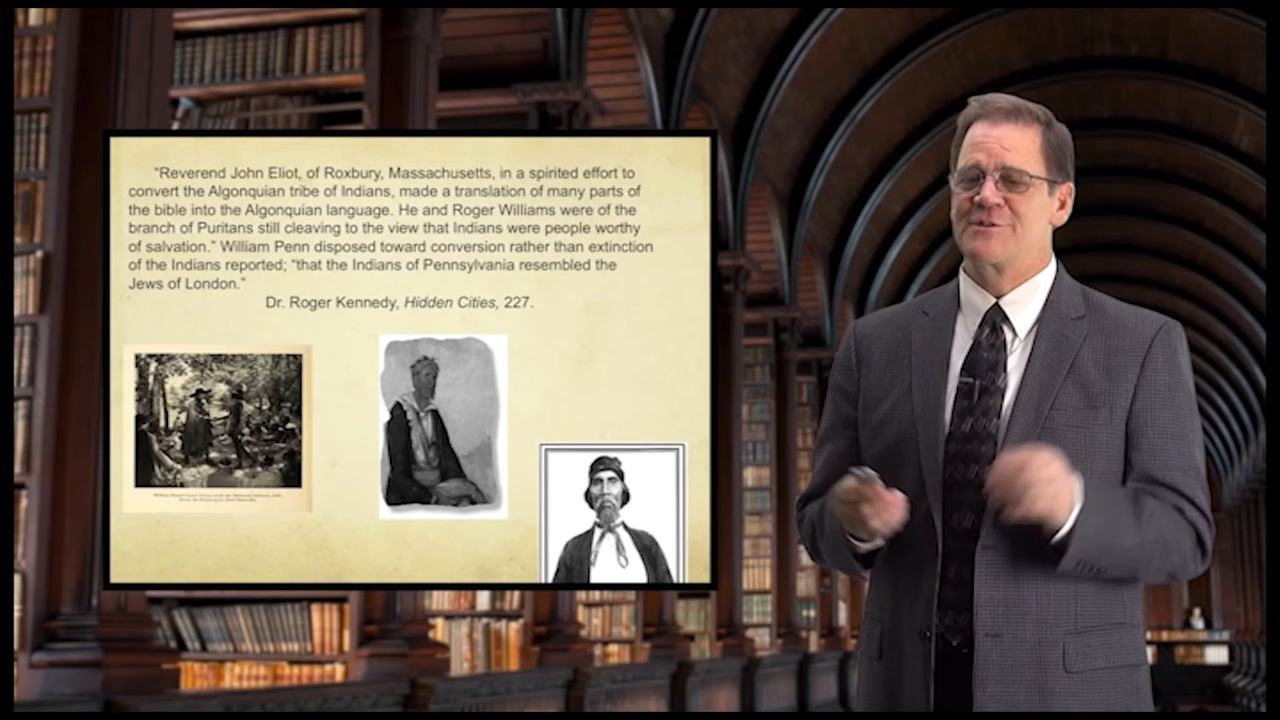 “Reverend John Eliot, of Roxbury, Massachusetts, in a spirited effort to
convert the Algonquian tribe of Indians, made a translation of many parts of
the bible into the Algonquian language. He and Roger Williams were of the
branch of Puritans still cleaving to the view that Indians were people worthy
of salvation.” William Penn disposed toward conversion rather than extinction
of the Indians reported; “that the Indians of Pennsylvania resembled the
Jews of London.”
Dr. Roger Kennedy, Hidden Cities, 227.